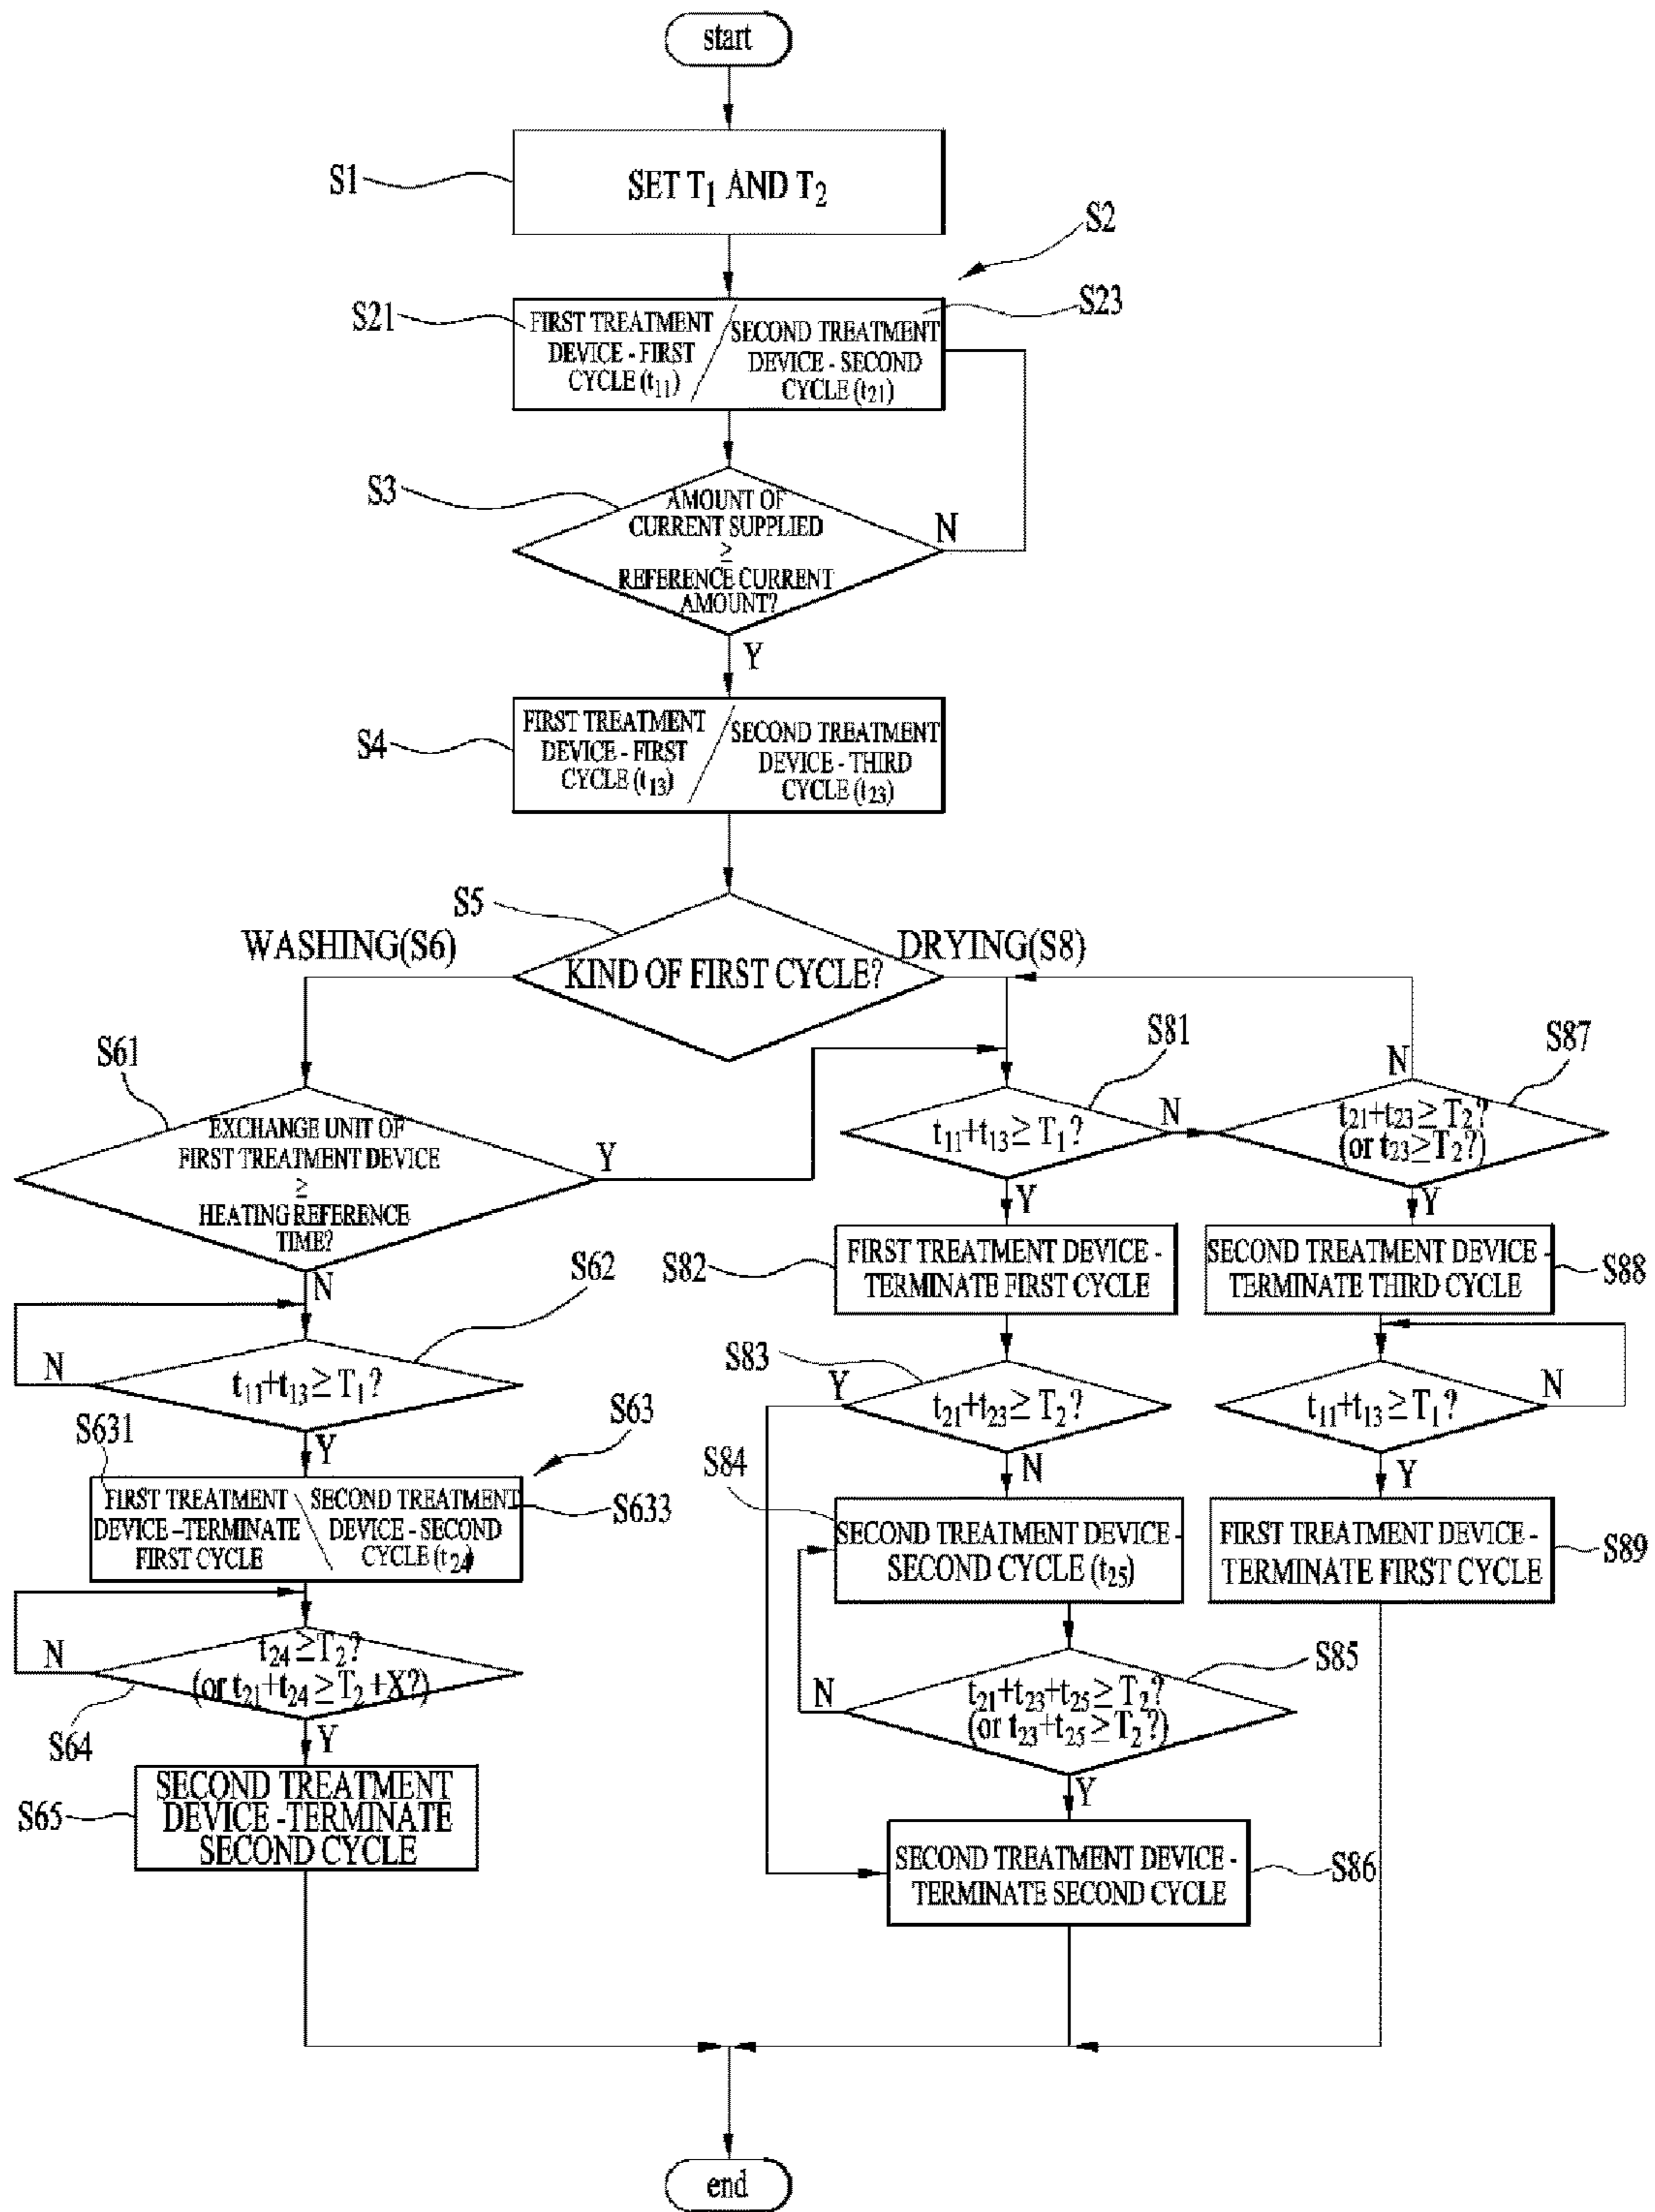 start
S1
SET T1 AND T2
S2
S21
S23
FIRST TREATMENT
DEVICE - FIRST
CYCLE (t11)
SECOND TREATMENT
DEVICE - SECOND
CYCLE (t21)
S3
AMOUNT OF
CURRENT SUPPLIED
≥
REFERENCE CURRENT
AMOUNT?
N
Y
S4
FIRST TREATMENT
DEVICE - FIRST
CYCLE (t13)
SECOND TREATMENT
DEVICE - THIRD
CYCLE (t23)
S5
WASHING(S6)
DRYING(S8)
KIND OF FIRST CYCLE?
S61
EXCHANGE UNIT OF
FIRST TREATMENT DEVICE
≥
HEATING REFERENCE
TIME?
Y
N
S62
t11+t13 ≥ T1?
N
Y
S63
S631
FIRST TREATMENT
DEVICE –TERMINATE
FIRST CYCLE
SECOND TREATMENT
DEVICE - SECOND
CYCLE (t24)
S633
t24 ≥T2?
(or t21+t24 ≥ T2 +X?)
N
S64
Y
S65
SECOND TREATMENT
DEVICE -TERMINATE
SECOND CYCLE
S81
t11+t13 ≥ T1?
N
Y
S87
N
t21+t23 ≥ T2?
(or t23≥T2?)
Y
S82
FIRST TREATMENT DEVICE -
TERMINATE FIRST CYCLE
SECOND TREATMENT DEVICE -
TERMINATE THIRD CYCLE
S88
S83
Y
t21+t23 ≥ T2?
N
t11+t13 ≥ T1?
N
Y
S84
SECOND TREATMENT DEVICE -
SECOND CYCLE (t25)
FIRST TREATMENT DEVICE -
TERMINATE FIRST CYCLE
S89
S85
N
t21+t23+t25 ≥ T2?
(or t23+t25 ≥ T2 ?)
Y
SECOND TREATMENT DEVICE -
TERMINATE SECOND CYCLE
S86
end